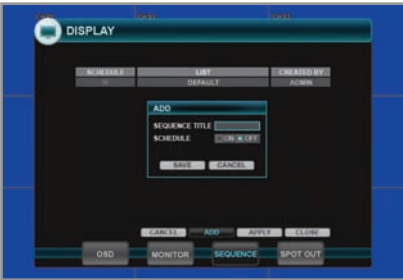 DISPLAY
SCHEDULE LIST CREATED BY
DEFAULT ADMIN
ADD
SEQUENCE TITLE
SCHEDULE ON OFF
SAVE CANCEL
CANCEL ADD APPLY CLOSE
OSD MONITOR SEQUENCE SPOT OUT